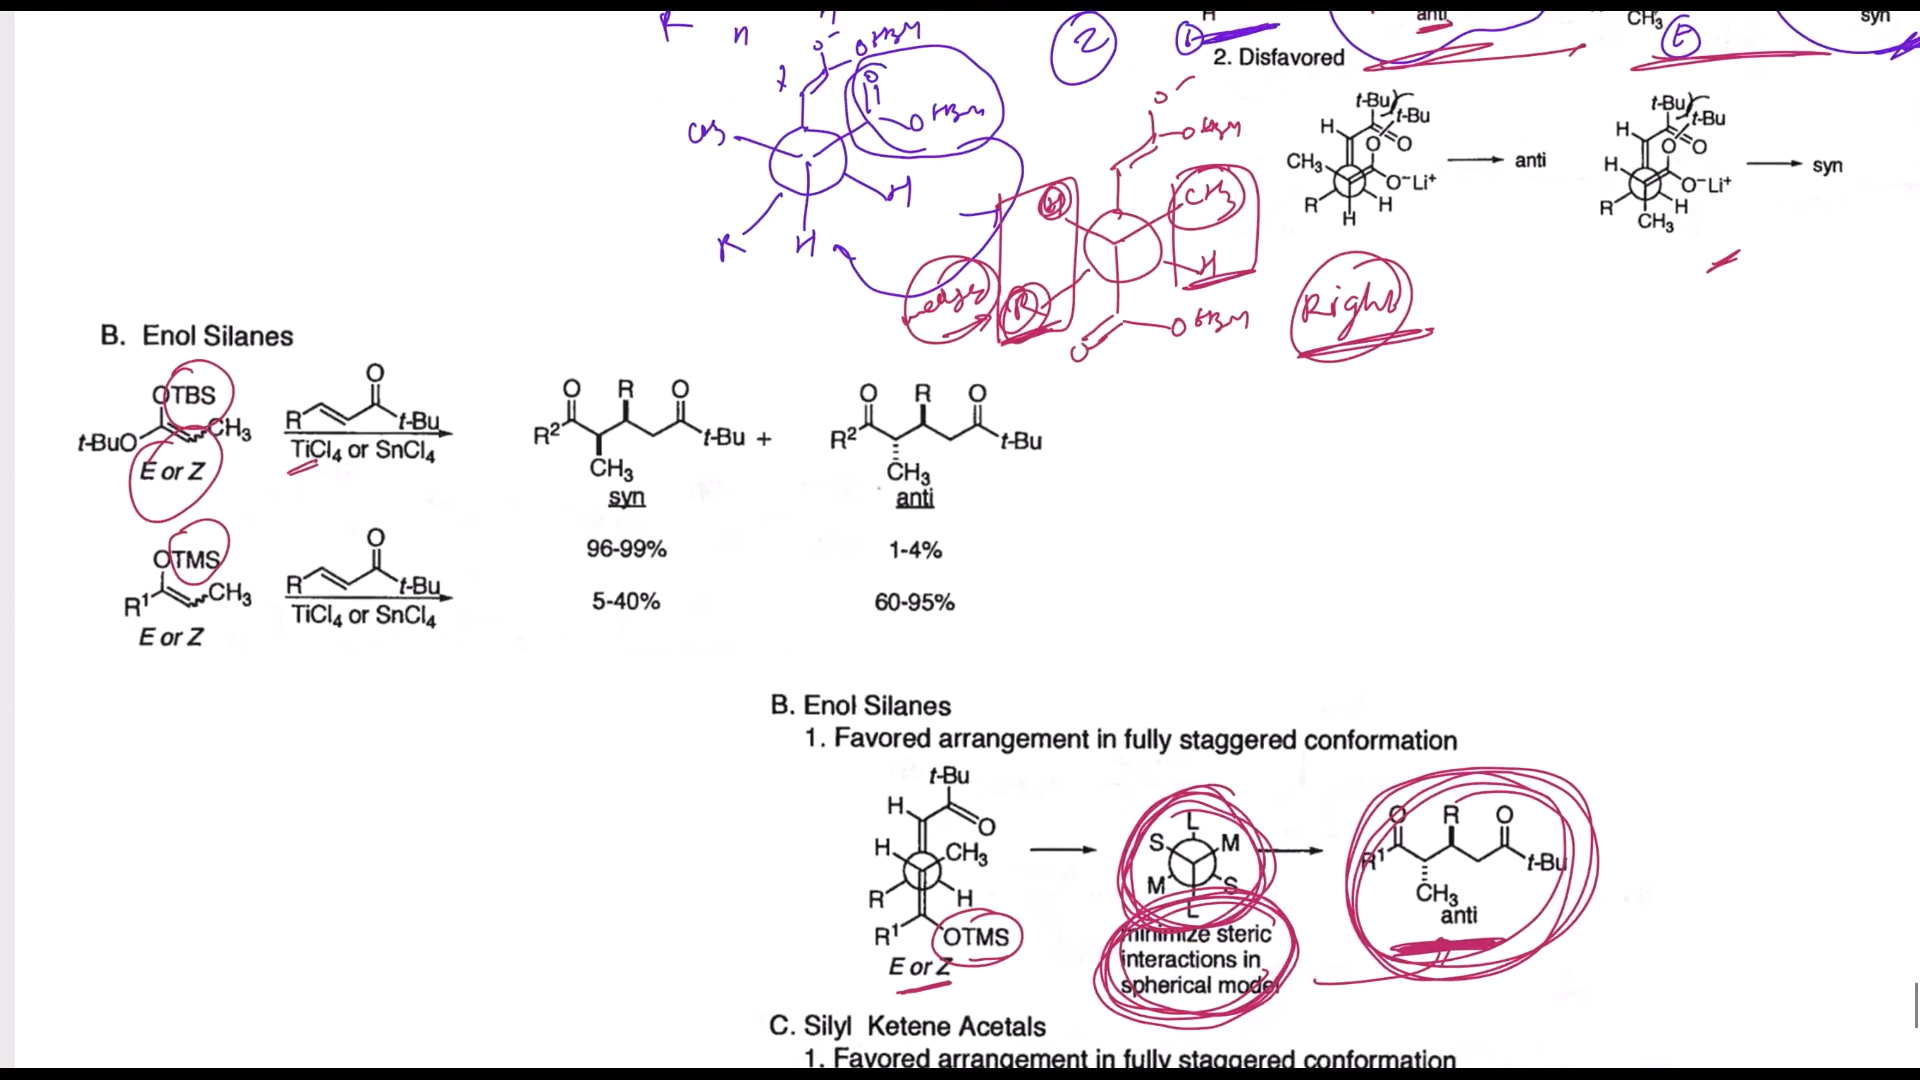 H
anti
CH₃ E
syn
R n
2
2. Disfavored
O⁻
O
CH₃
O
H
R H
O⁻
O
H CH₃
R H
O O
wedge
Right
t-Bu
t-Bu
H
O
O
CH₃
O⁻Li⁺
R H H
anti
t-Bu
t-Bu
H
O
O
H
O⁻Li⁺
R H
CH₃
syn
B. Enol Silanes
OTBS
t-BuO CH₃
E or Z
O
R t-Bu
TiCl₄ or SnCl₄
O R O
R² t-Bu +
CH₃
syn
O R O
R² t-Bu
CH₃
anti
96-99% 1-4%
OTMS
R¹ CH₃
E or Z
O
R t-Bu
TiCl₄ or SnCl₄
5-40% 60-95%
B. Enol Silanes
1. Favored arrangement in fully staggered conformation
t-Bu
H
O
H CH₃
R H
R¹ OTMS
E or Z
L
S M
M S
L
minimize steric
interactions in
spherical model
O R O
R¹ t-Bu
CH₃
anti
C. Silyl Ketene Acetals
1. Favored arrangement in fully staggered conformation